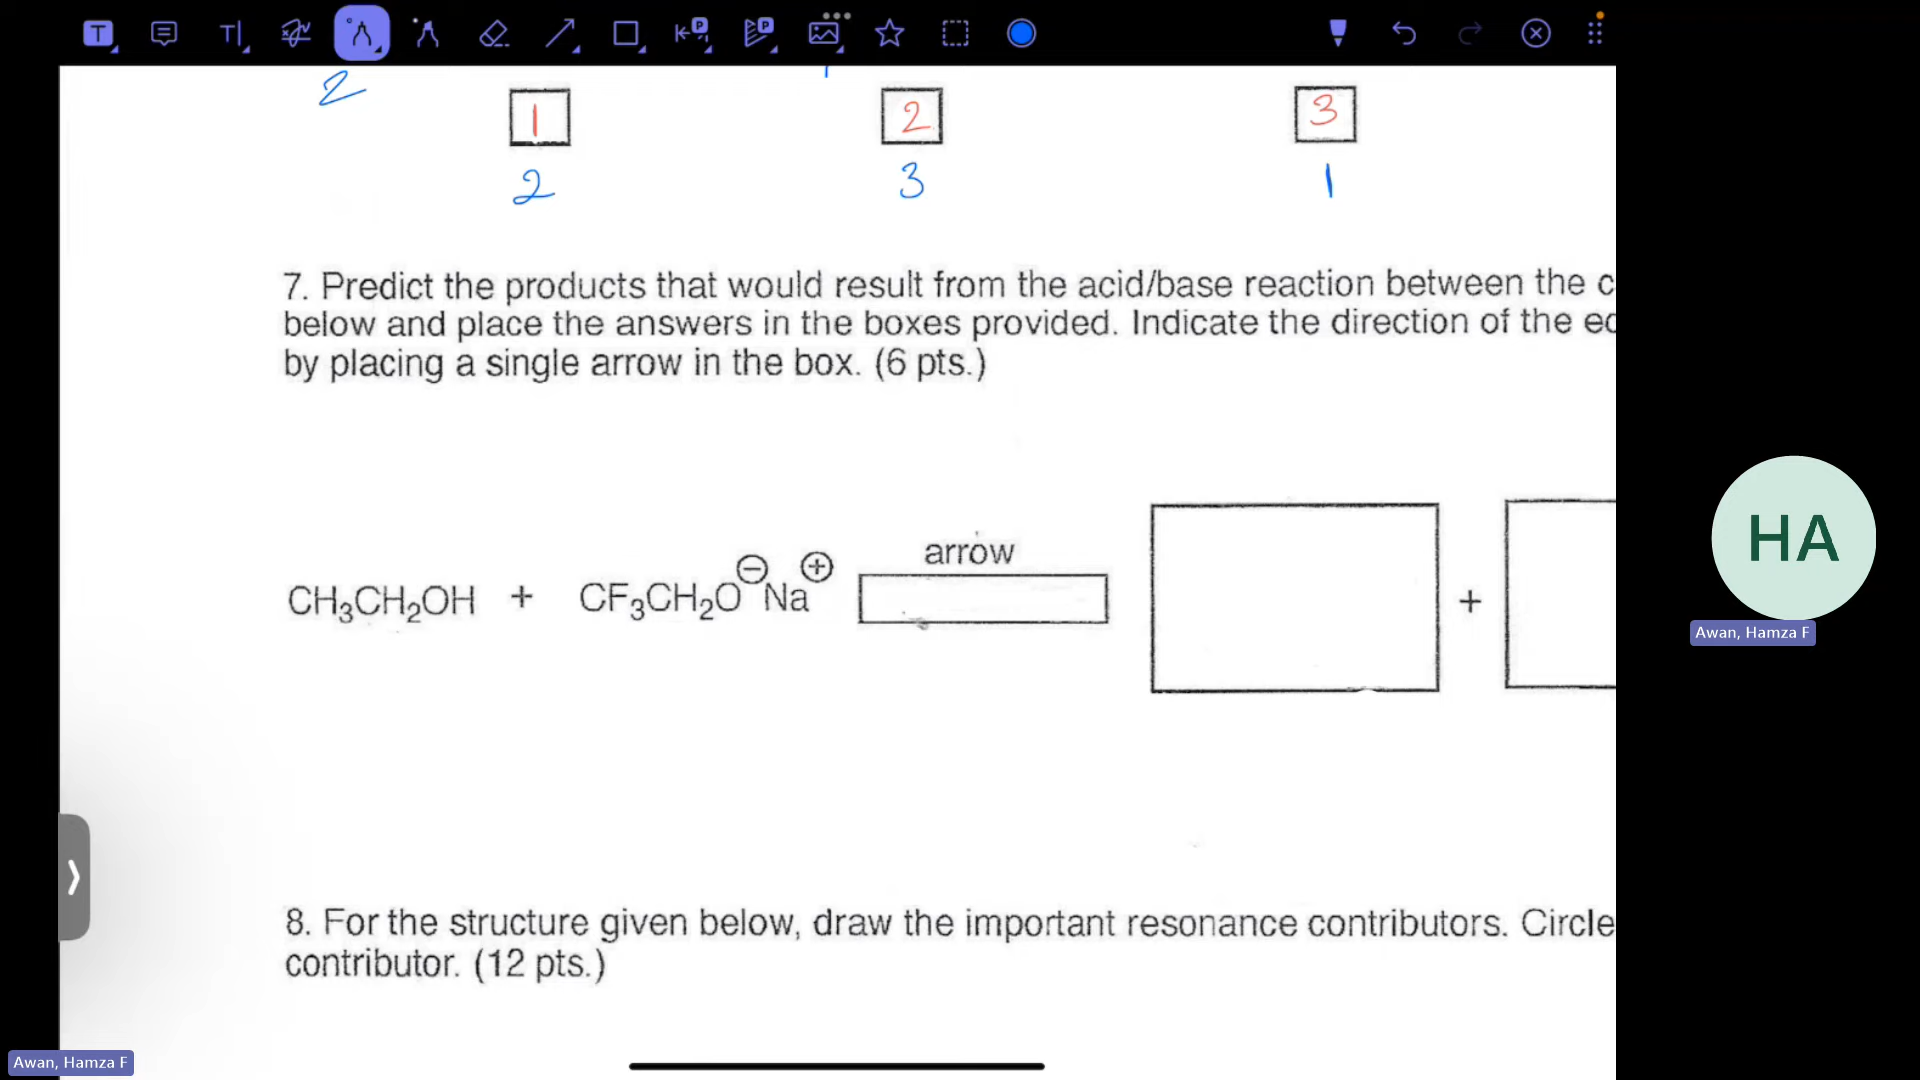 2
1
2
3
2
3
1
7. Predict the products that would result from the acid/base reaction between the c
below and place the answers in the boxes provided. Indicate the direction of the ec
by placing a single arrow in the box. (6 pts.)
arrow
CH3CH2OH + CF3CH2O⊖Na⊕ +
8. For the structure given below, draw the important resonance contributors. Circle
contributor. (12 pts.)
HA
Awan, Hamza F
Awan, Hamza F